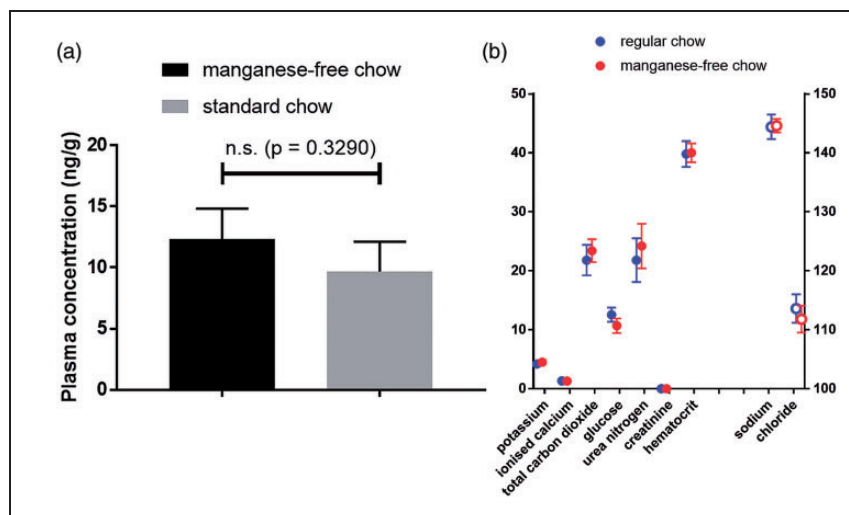 (a)
manganese-free chow
standard chow
n.s. (p = 0.3290)
Plasma concentration (ng/g)
20
15
10
5
0
(b)
regular chow
manganese-free chow
50
40
30
20
10
0
150
140
130
120
110
100
potassium
ionised calcium
total carbon dioxide
glucose
urea nitrogen
creatinine
hematocrit
sodium
chloride